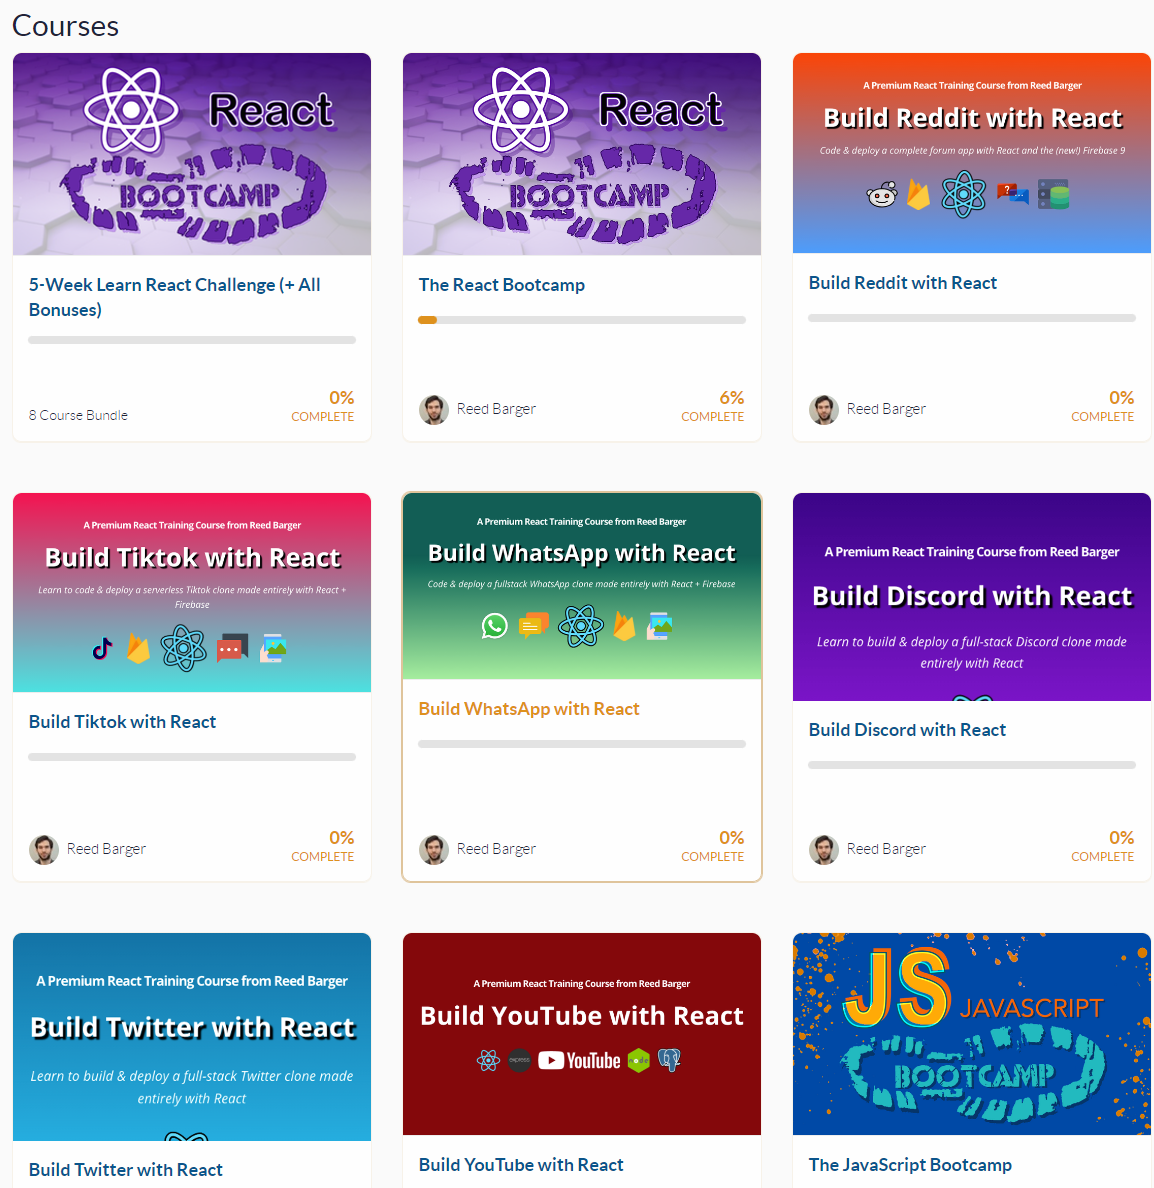 Courses
React
BOOTCAMP
5-Week Learn React Challenge (+ All
Bonuses)
8 Course Bundle
0%
COMPLETE
React
BOOTCAMP
The React Bootcamp
Reed Barger
6%
COMPLETE
A Premium React Training Course from Reed Barger
Build Reddit with React
Code & deploy a complete forum app with React and the (new!) Firebase 9
Build Reddit with React
Reed Barger
0%
COMPLETE
A Premium React Training Course from Reed Barger
Build Tiktok with React
Learn to code & deploy a serverless Tiktok clone made entirely with React +
Firebase
Build Tiktok with React
Reed Barger
0%
COMPLETE
A Premium React Training Course from Reed Barger
Build WhatsApp with React
Code & deploy a fullstack WhatsApp clone made entirely with React + Firebase
Build WhatsApp with React
Reed Barger
0%
COMPLETE
A Premium React Training Course from Reed Barger
Build Discord with React
Learn to build & deploy a full-stack Discord clone made
entirely with React
Build Discord with React
Reed Barger
0%
COMPLETE
A Premium React Training Course from Reed Barger
Build Twitter with React
Learn to build & deploy a full-stack Twitter clone made
entirely with React
Build Twitter with React
A Premium React Training Course from Reed Barger
Build YouTube with React
express
YouTube
Build YouTube with React
JS JAVASCRIPT
BOOTCAMP
The JavaScript Bootcamp